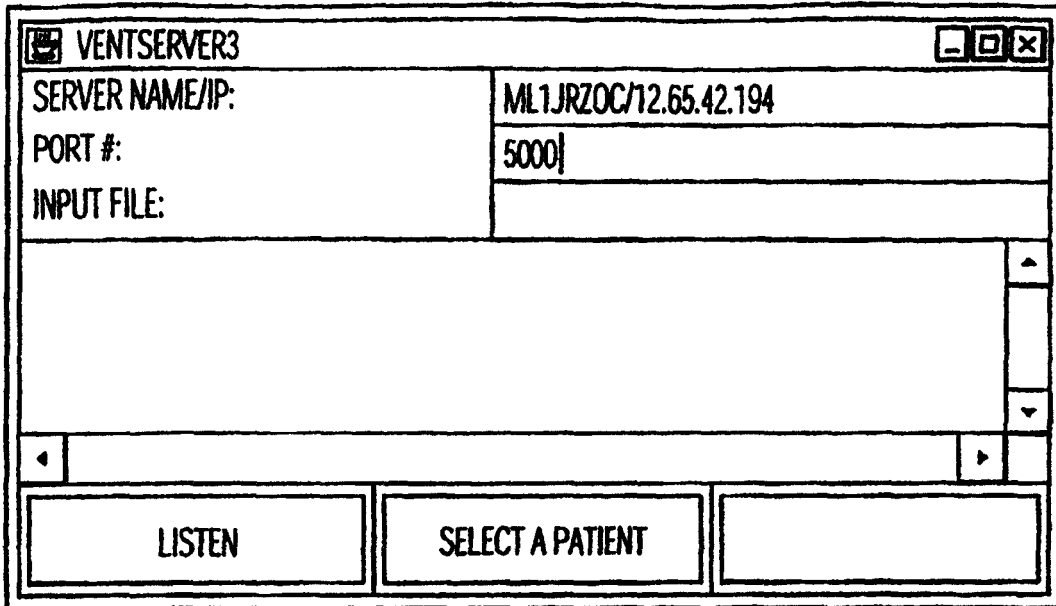 VENTSERVER3
SERVER NAME/IP: ML1JRZOC/12.65.42.194
PORT #: 5000
INPUT FILE:
LISTEN SELECT A PATIENT